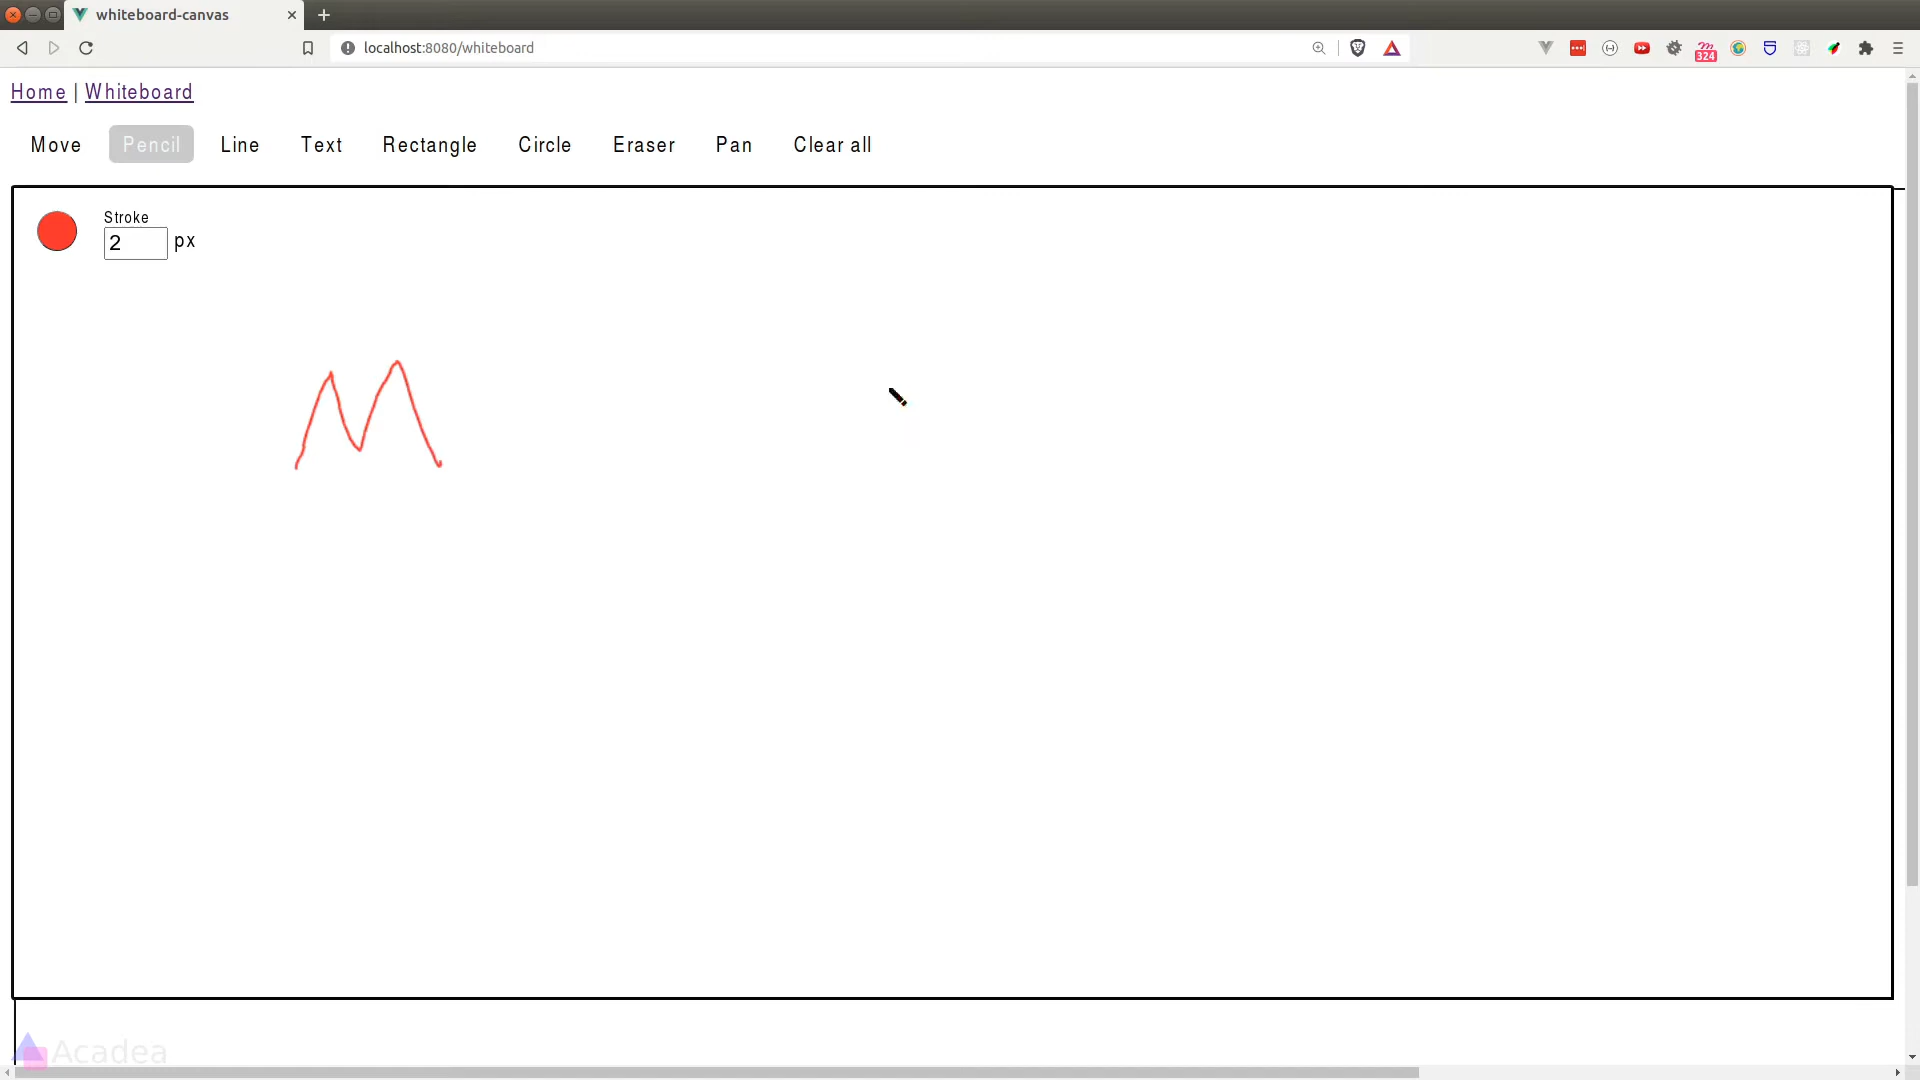 whiteboard-canvas
localhost:8080/whiteboard
324
Home | Whiteboard
Move Pencil Line Text Rectangle Circle Eraser Pan Clear all
Stroke
2 px
M
Acadea